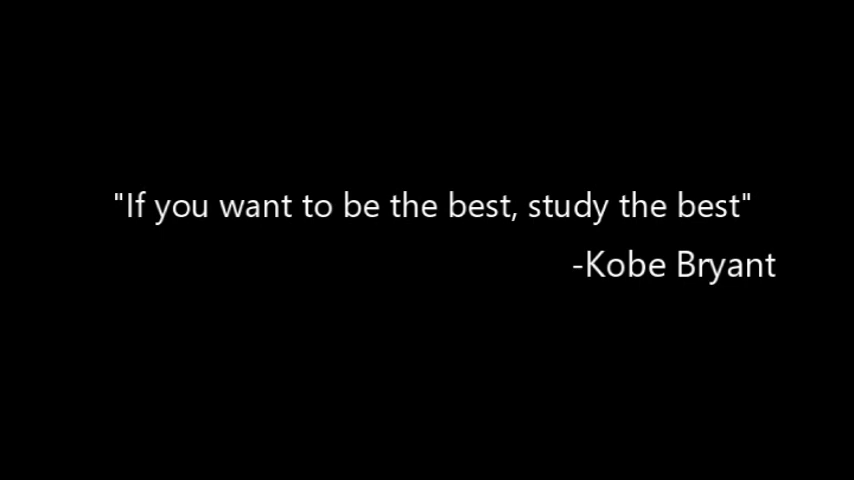 "If you want to be the best, study the best"
-Kobe Bryant